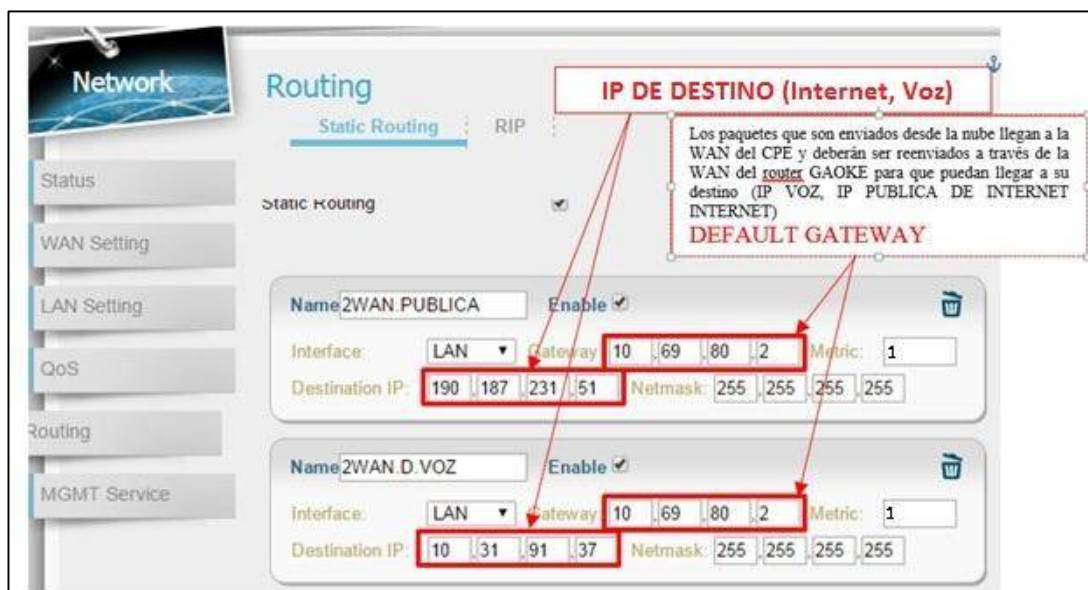 Network
Routing
IP DE DESTINO (Internet, Voz)
Static Routing
RIP
Los paquetes que son enviados desde la nube llegan a la
WAN del CPE y deberán ser reenviados a través de la
WAN del router GAOKE para que puedan llegar a su
destino (IP VOZ, IP PUBLICA DE INTERNET
INTERNET)
DEFAULT GATEWAY
Status
WAN Setting
LAN Setting
QoS
Routing
MGMT Service
Static Routing
Name 2WAN.PUBLICA Enable
Interface: LAN Gateway: 10 .69 .80 .2 Metric: 1
Destination IP: 190 .187 .231 .51 Netmask: 255 .255 .255 .255
Name 2WAN.D.VOZ Enable
Interface: LAN Gateway: 10 .69 .80 .2 Metric: 1
Destination IP: 10 .31 .91 .37 Netmask: 255 .255 .255 .255